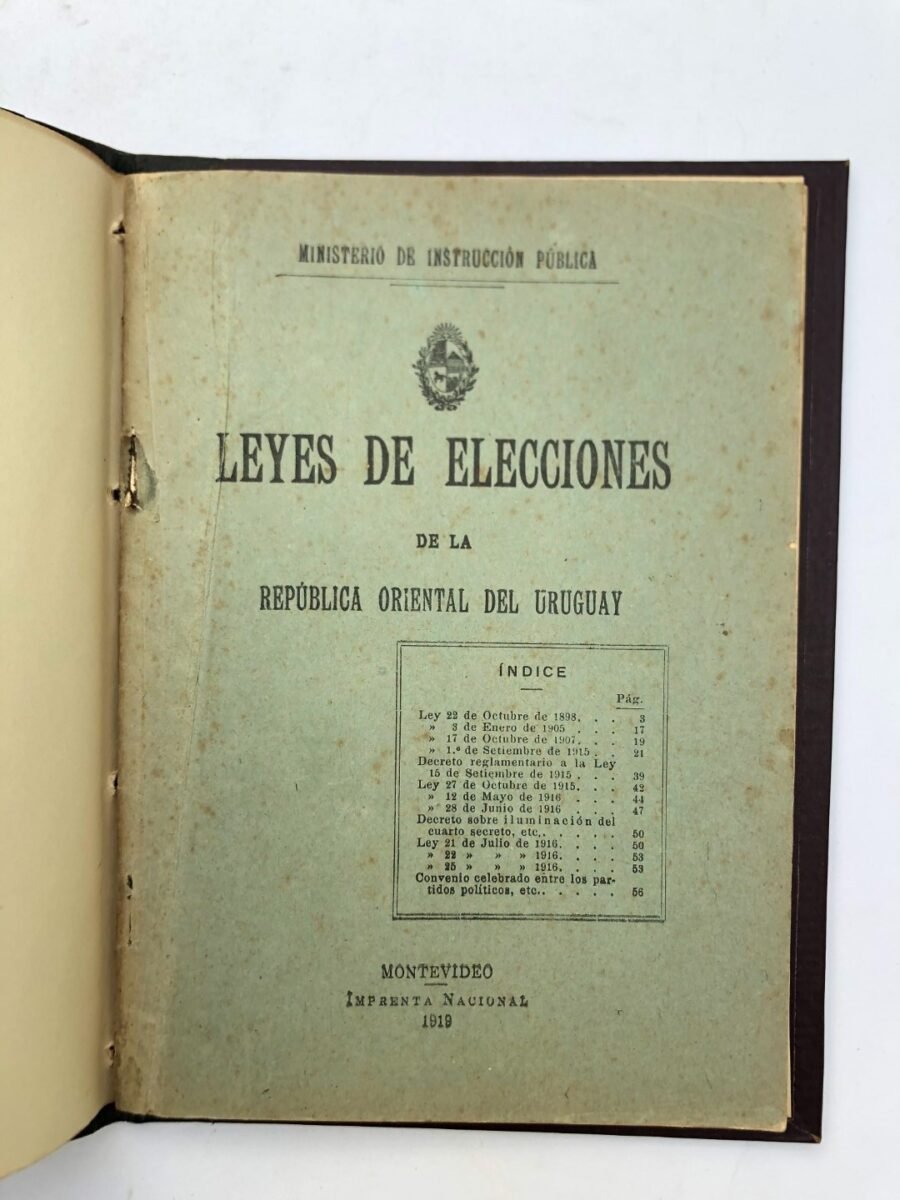 MINISTERIO DE INSTRUCCIÓN PÚBLICA
LEYES DE ELECCIONES
DE LA
REPÚBLICA ORIENTAL DEL URUGUAY
ÍNDICE
Pág.
Ley 22 de Octubre de 1898. . . 3
» 3 de Enero de 1905 . . . . 17
» 17 de Octubre de 1907. . . 19
» 1.º de Setiembre de 1915 . . 21
Decreto reglamentario a la Ley
15 de Setiembre de 1915 . . . 39
Ley 27 de Octubre de 1915. . . 42
» 12 de Mayo de 1916 . . . 44
» 28 de Junio de 1916 . . . 47
Decreto sobre iluminación del
cuarto secreto, etc.. . . . . . 50
Ley 21 de Julio de 1916. . . . 50
» 22 » » » 1916. . . . 53
» 25 » » » 1916. . . . 53
Convenio celebrado entre los par-
tidos políticos, etc.. . . . . . 56
MONTEVIDEO
IMPRENTA NACIONAL
1919